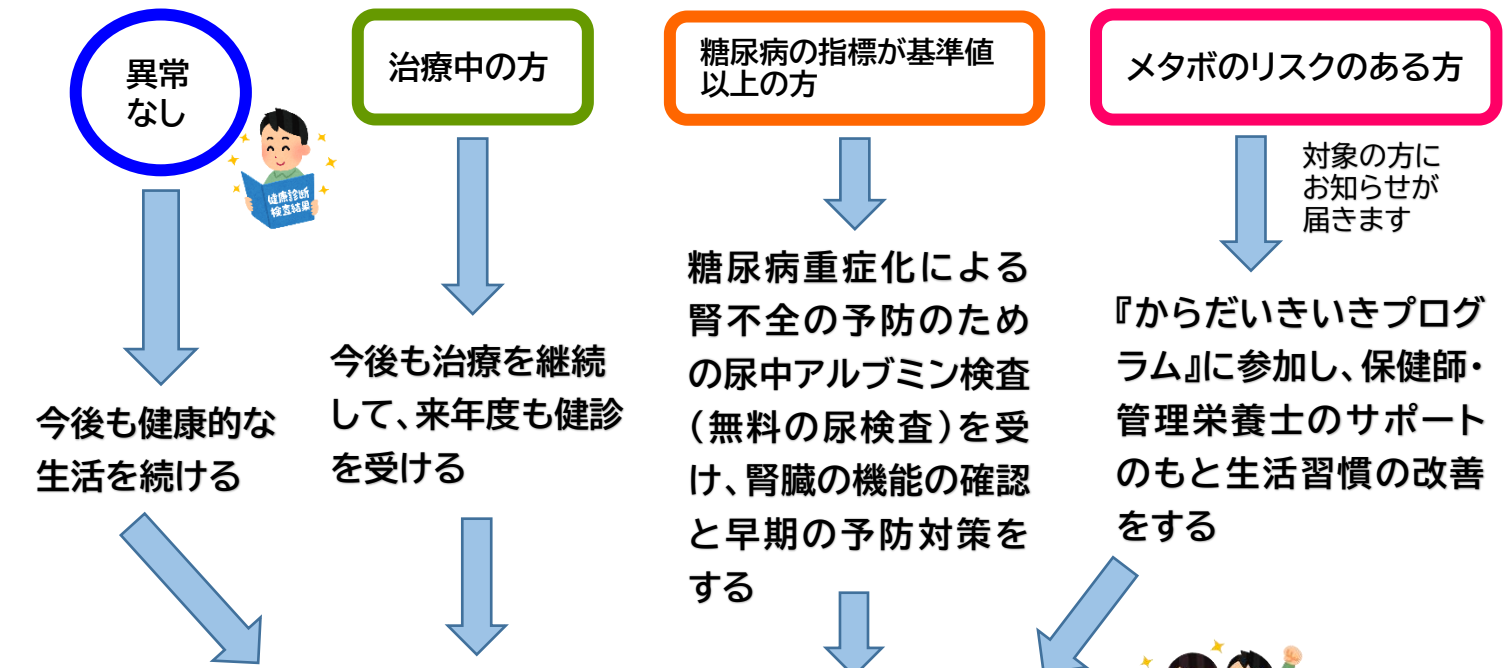 異常
なし
健康診断
検査結果
今後も健康的な
生活を続ける
治療中の方
今後も治療を継続
して、来年度も健診
を受ける
糖尿病の指標が基準値
以上の方
糖尿病重症化による
腎不全の予防のため
の尿中アルブミン検査
(無料の尿検査)を受
け、腎臓の機能の確認
と早期の予防対策を
する
メタボのリスクのある方
対象の方に
お知らせが
届きます
『からだいきいきプログ
ラム』に参加し、保健師・
管理栄養士のサポート
のもと生活習慣の改善
をする